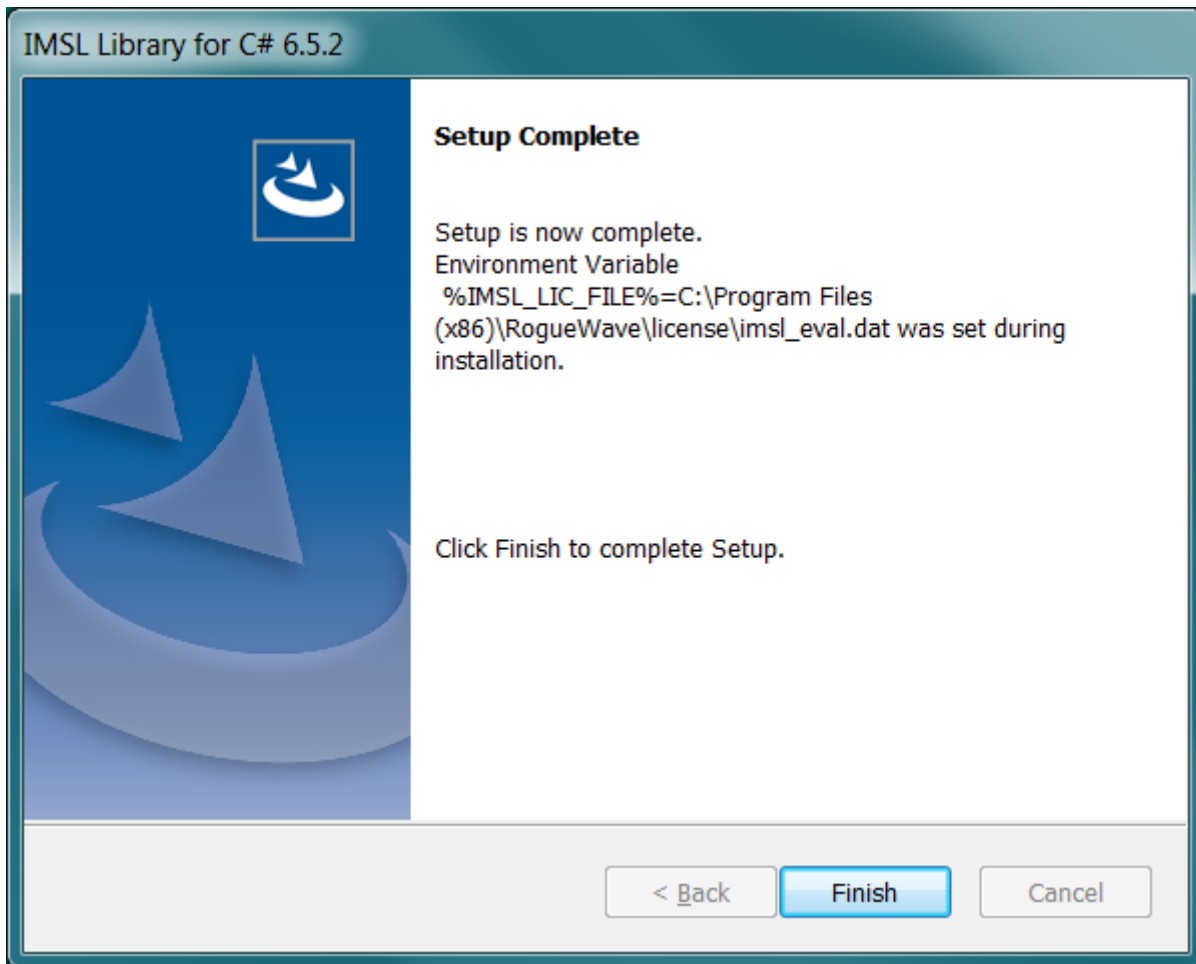 IMSL Library for C# 6.5.2
Setup Complete
Setup is now complete.
Environment Variable
%IMSL_LIC_FILE%=C:\Program Files
(x86)\RogueWave\license\imsl_eval.dat was set during
installation.
Click Finish to complete Setup.
< Back
Finish
Cancel